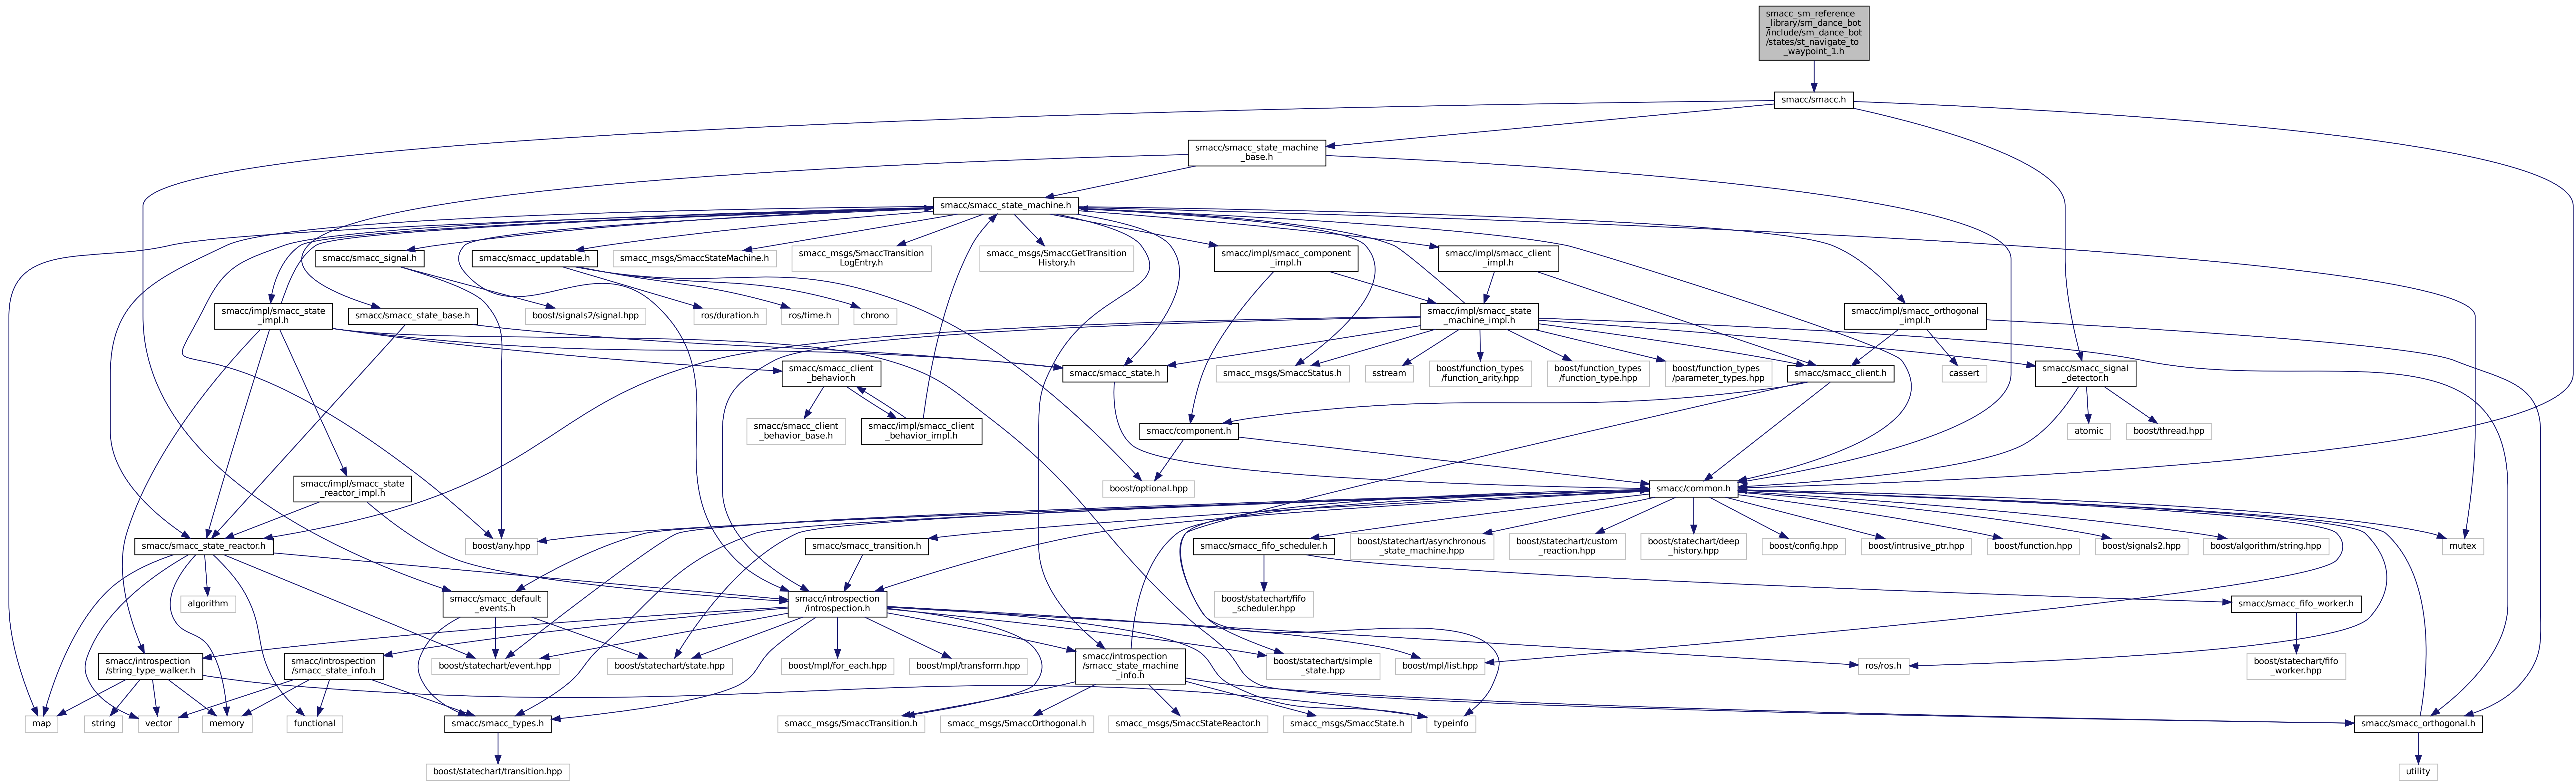 smacc_sm_reference
_library/sm_dance_bot
/include/sm_dance_bot
/states/st_navigate_to
_waypoint_1.h
smacc/smacc.h
smacc/smacc_state_machine
_base.h
smacc/smacc_state_machine.h
smacc/smacc_signal.h
smacc/smacc_updatable.h
smacc_msgs/SmaccStateMachine.h
smacc_msgs/SmaccTransition
LogEntry.h
smacc_msgs/SmaccGetTransition
History.h
smacc/impl/smacc_component
_impl.h
smacc/impl/smacc_client
_impl.h
smacc/impl/smacc_state
_impl.h
smacc/smacc_state_base.h
boost/signals2/signal.hpp
ros/duration.h
ros/time.h
chrono
smacc/impl/smacc_state
_machine_impl.h
smacc/impl/smacc_orthogonal
_impl.h
smacc/smacc_client
_behavior.h
smacc/smacc_state.h
smacc_msgs/SmaccStatus.h
sstream
boost/function_types
/function_arity.hpp
boost/function_types
/function_type.hpp
boost/function_types
/parameter_types.hpp
smacc/smacc_client.h
cassert
smacc/smacc_signal
_detector.h
smacc/smacc_client
_behavior_base.h
smacc/impl/smacc_client
_behavior_impl.h
smacc/component.h
atomic
boost/thread.hpp
smacc/impl/smacc_state
_reactor_impl.h
boost/optional.hpp
smacc/common.h
smacc/smacc_state_reactor.h
boost/any.hpp
smacc/smacc_transition.h
smacc/smacc_fifo_scheduler.h
boost/statechart/asynchronous
_state_machine.hpp
boost/statechart/custom
_reaction.hpp
boost/statechart/deep
_history.hpp
boost/config.hpp
boost/intrusive_ptr.hpp
boost/function.hpp
boost/signals2.hpp
boost/algorithm/string.hpp
mutex
algorithm
smacc/smacc_default
_events.h
smacc/introspection
/introspection.h
boost/statechart/fifo
_scheduler.hpp
smacc/smacc_fifo_worker.h
smacc/introspection
/string_type_walker.h
smacc/introspection
/smacc_state_info.h
boost/statechart/event.hpp
boost/statechart/state.hpp
boost/mpl/for_each.hpp
boost/mpl/transform.hpp
smacc/introspection
/smacc_state_machine
_info.h
boost/statechart/simple
_state.hpp
boost/mpl/list.hpp
ros/ros.h
boost/statechart/fifo
_worker.hpp
map
string
vector
memory
functional
smacc/smacc_types.h
smacc_msgs/SmaccTransition.h
smacc_msgs/SmaccOrthogonal.h
smacc_msgs/SmaccStateReactor.h
smacc_msgs/SmaccState.h
typeinfo
smacc/smacc_orthogonal.h
boost/statechart/transition.hpp
utility